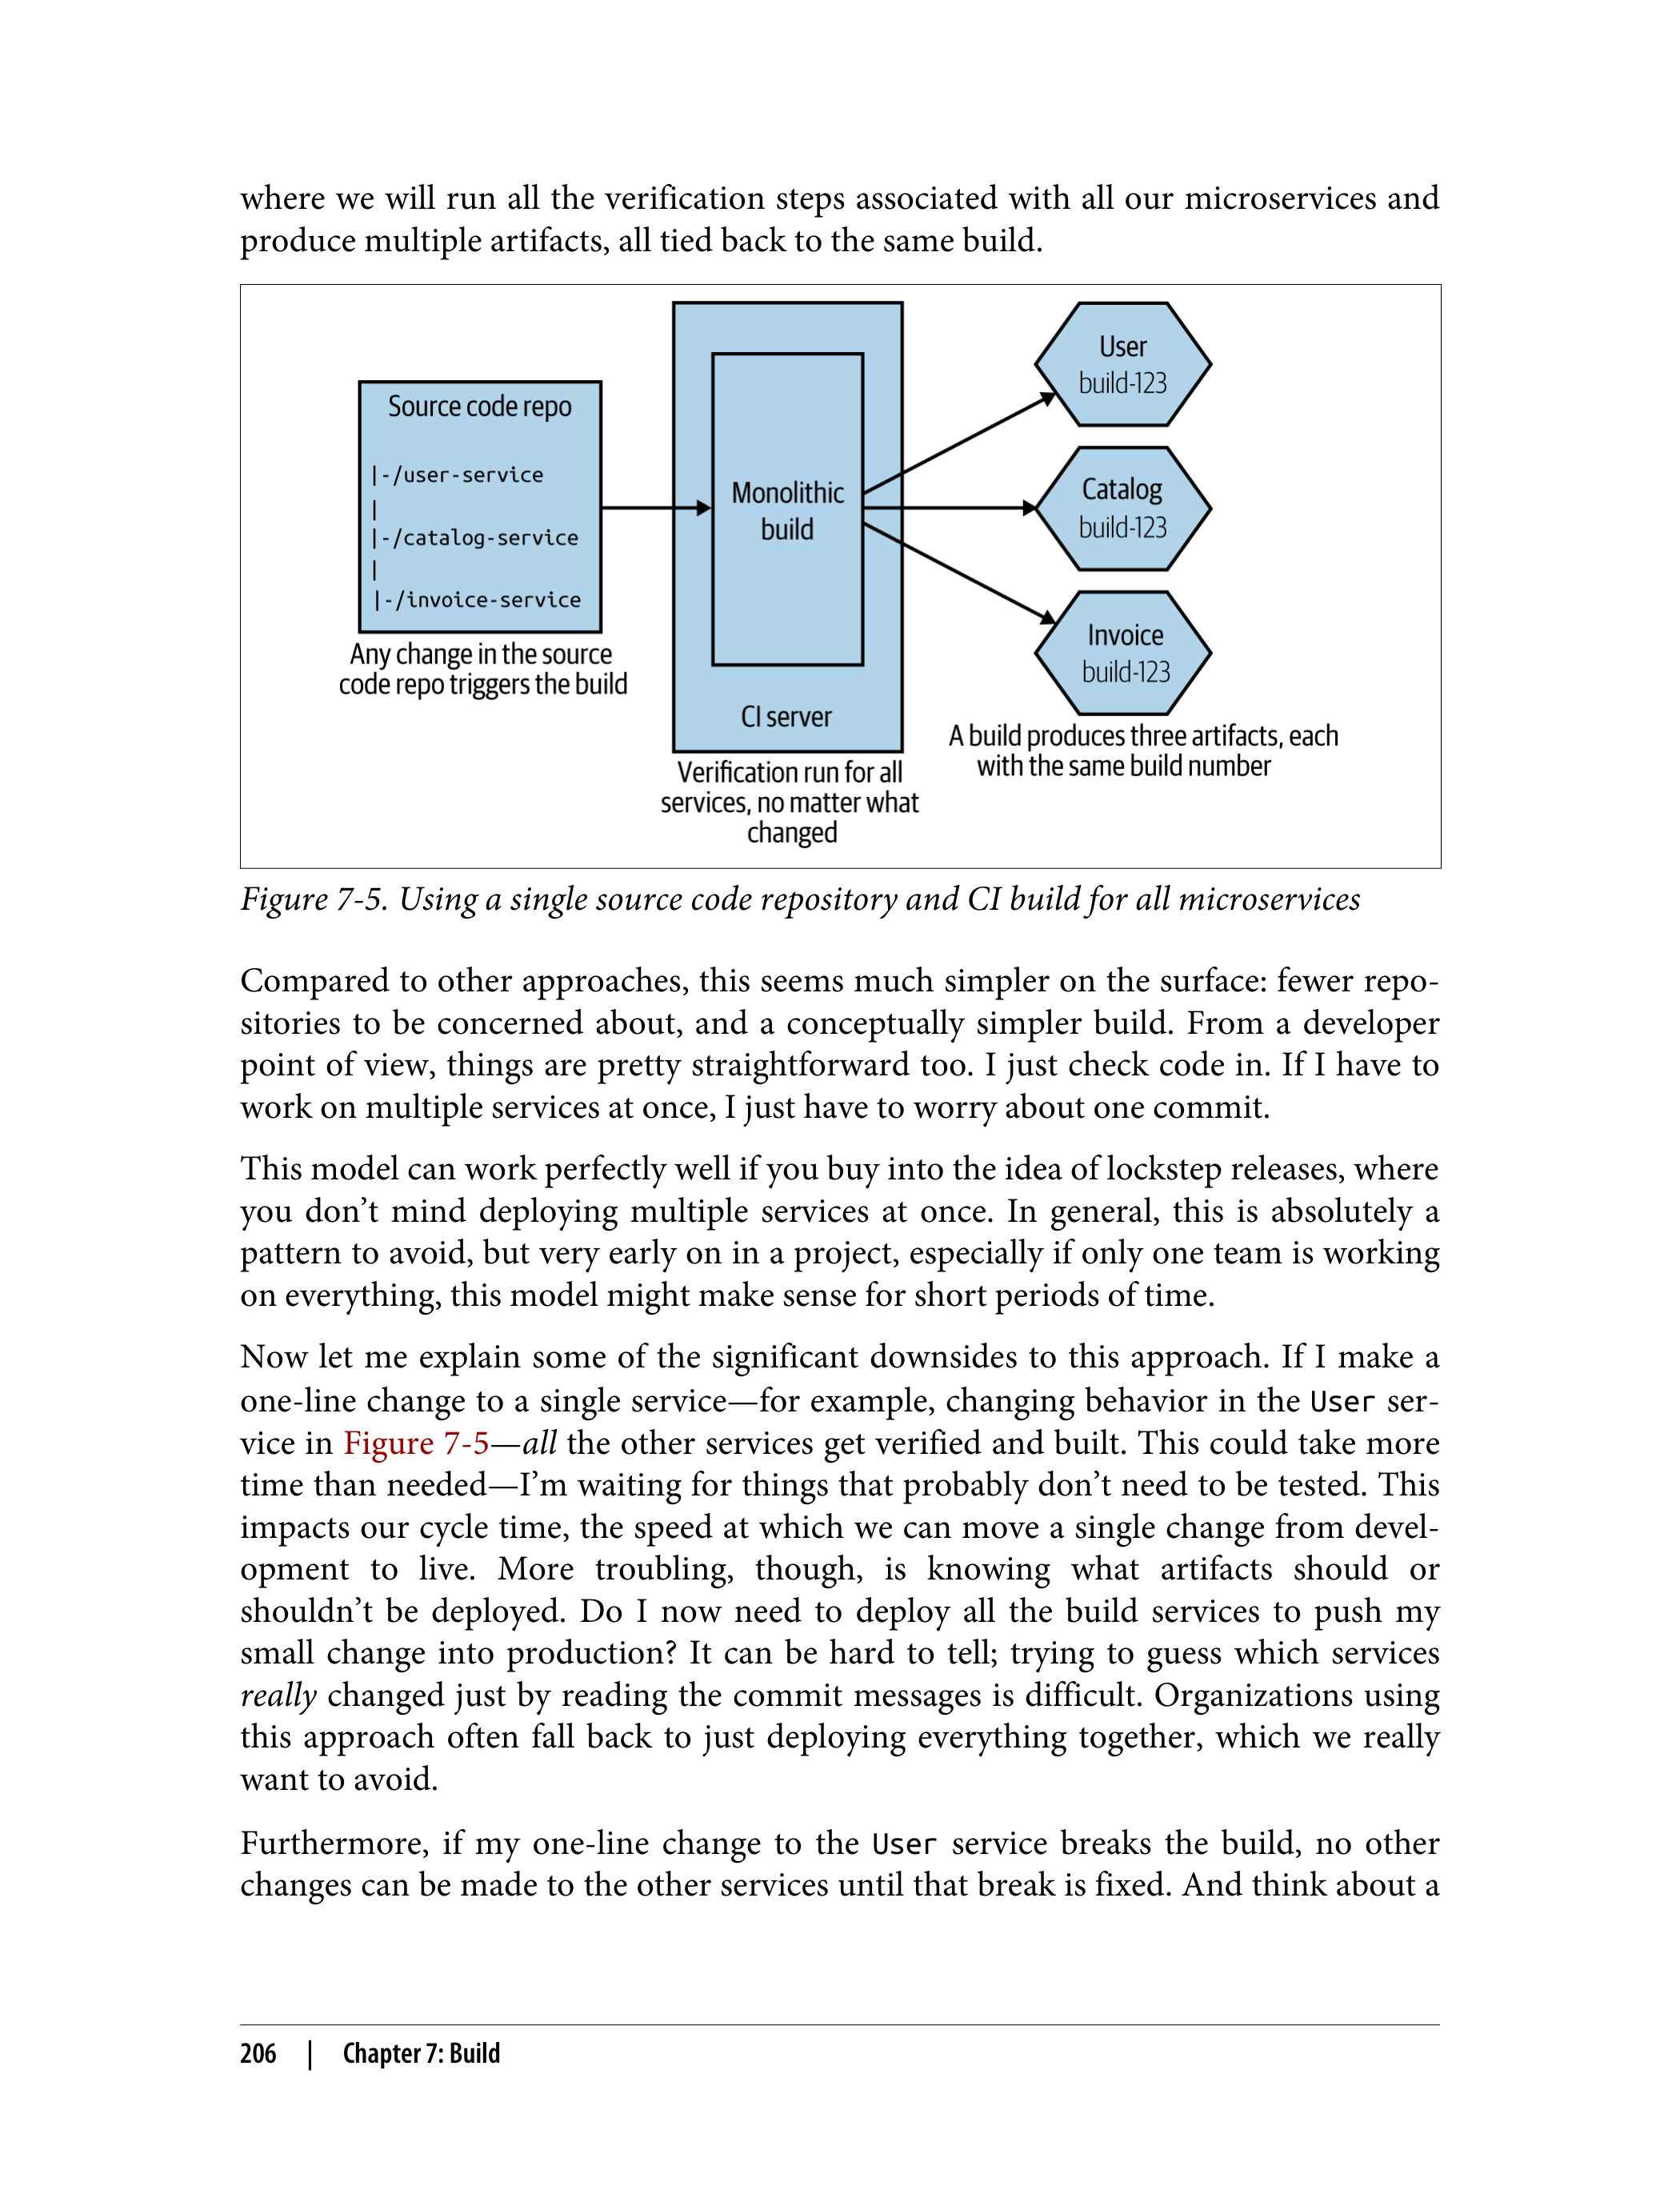 where we will run all the verification steps associated with all our microservices and
produce multiple artifacts, all tied back to the same build.
Source code repo
|-/user-service
|
|-/catalog-service
|
|-/invoice-service
Any change in the source
code repo triggers the build
Monolithic
build
CI server
Verification run for all
services, no matter what
changed
User
build-123
Catalog
build-123
Invoice
build-123
A build produces three artifacts, each
with the same build number
Figure 7-5. Using a single source code repository and CI build for all microservices
Compared to other approaches, this seems much simpler on the surface: fewer repo-
sitories to be concerned about, and a conceptually simpler build. From a developer
point of view, things are pretty straightforward too. I just check code in. If I have to
work on multiple services at once, I just have to worry about one commit.
This model can work perfectly well if you buy into the idea of lockstep releases, where
you don’t mind deploying multiple services at once. In general, this is absolutely a
pattern to avoid, but very early on in a project, especially if only one team is working
on everything, this model might make sense for short periods of time.
Now let me explain some of the significant downsides to this approach. If I make a
one-line change to a single service—for example, changing behavior in the User ser-
vice in Figure 7-5—all the other services get verified and built. This could take more
time than needed—I’m waiting for things that probably don’t need to be tested. This
impacts our cycle time, the speed at which we can move a single change from devel-
opment to live. More troubling, though, is knowing what artifacts should or
shouldn’t be deployed. Do I now need to deploy all the build services to push my
small change into production? It can be hard to tell; trying to guess which services
really changed just by reading the commit messages is difficult. Organizations using
this approach often fall back to just deploying everything together, which we really
want to avoid.
Furthermore, if my one-line change to the User service breaks the build, no other
changes can be made to the other services until that break is fixed. And think about a
206 | Chapter 7: Build